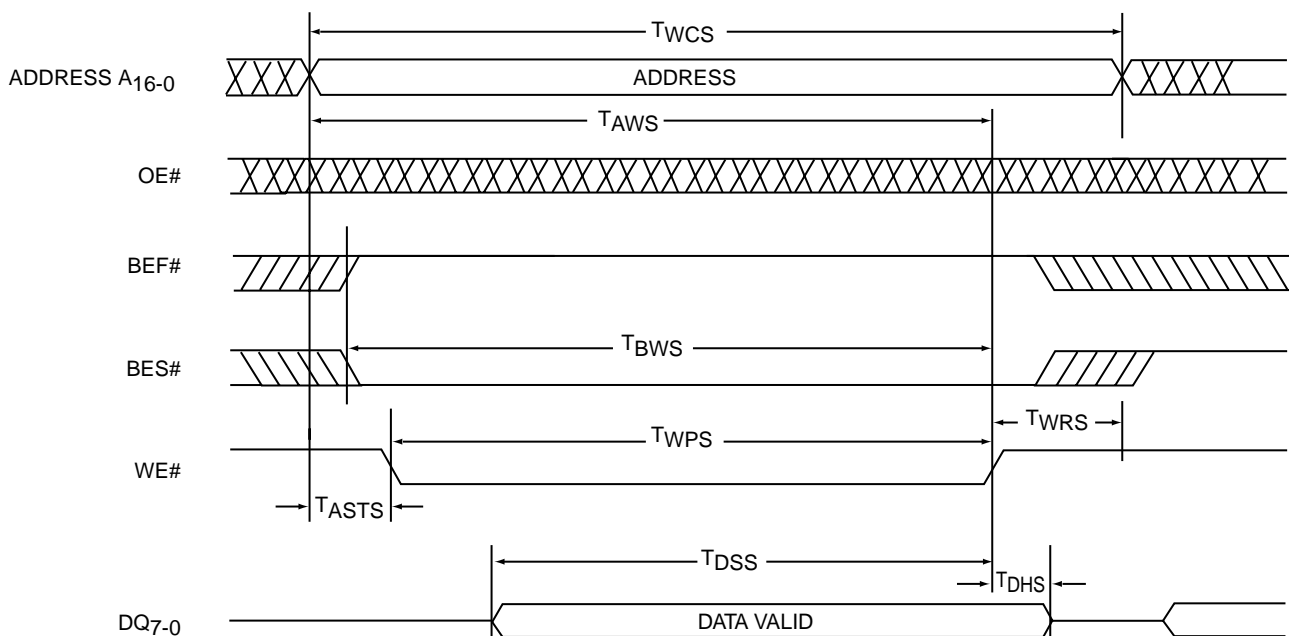 TWCS
ADDRESS A16-0
ADDRESS
TAWS
OE#
BEF#
TBWS
BES#
TWPS
TWRS
WE#
TASTS
TDSS
TDHS
DQ7-0
DATA VALID